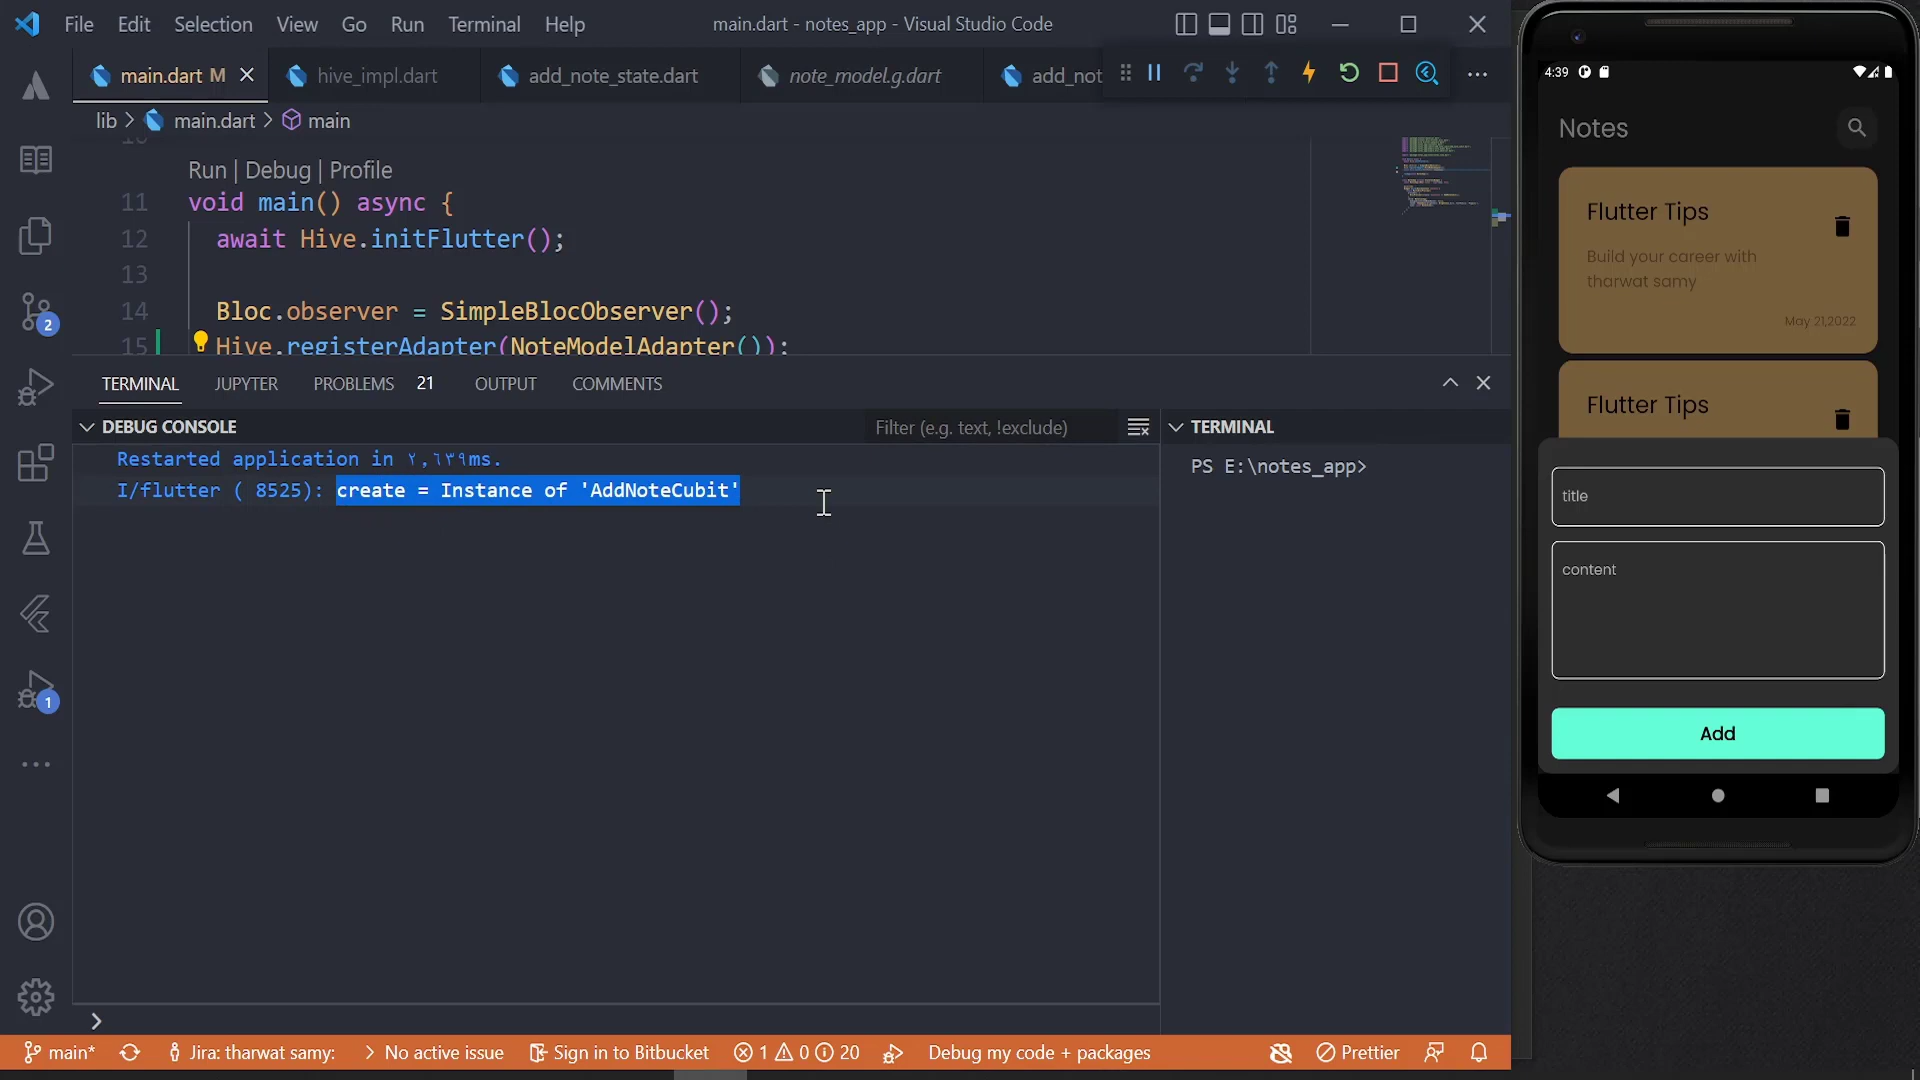 File Edit Selection View Go Run Terminal Help
main.dart - notes_app - Visual Studio Code
main.dart M
hive_impl.dart
add_note_state.dart
note_model.g.dart
add_not
lib > main.dart > main
Run | Debug | Profile
11 void main() async {
12 await Hive.initFlutter();
13
14 Bloc.observer = SimpleBlocObserver();
15 Hive.registerAdapter(NoteModelAdapter());
TERMINAL JUPYTER PROBLEMS 21 OUTPUT COMMENTS
DEBUG CONSOLE
Filter (e.g. text, !exclude)
TERMINAL
Restarted application in ٢,٦٣٩ms.
I/flutter ( 8525): create = Instance of 'AddNoteCubit'
PS E:\notes_app>
2
1
main*
Jira: tharwat samy:
No active issue
Sign in to Bitbucket
1 0 20
Debug my code + packages
Prettier
4:39
Notes
Flutter Tips
Build your career with
tharwat samy
May 21,2022
Flutter Tips
title
content
Add